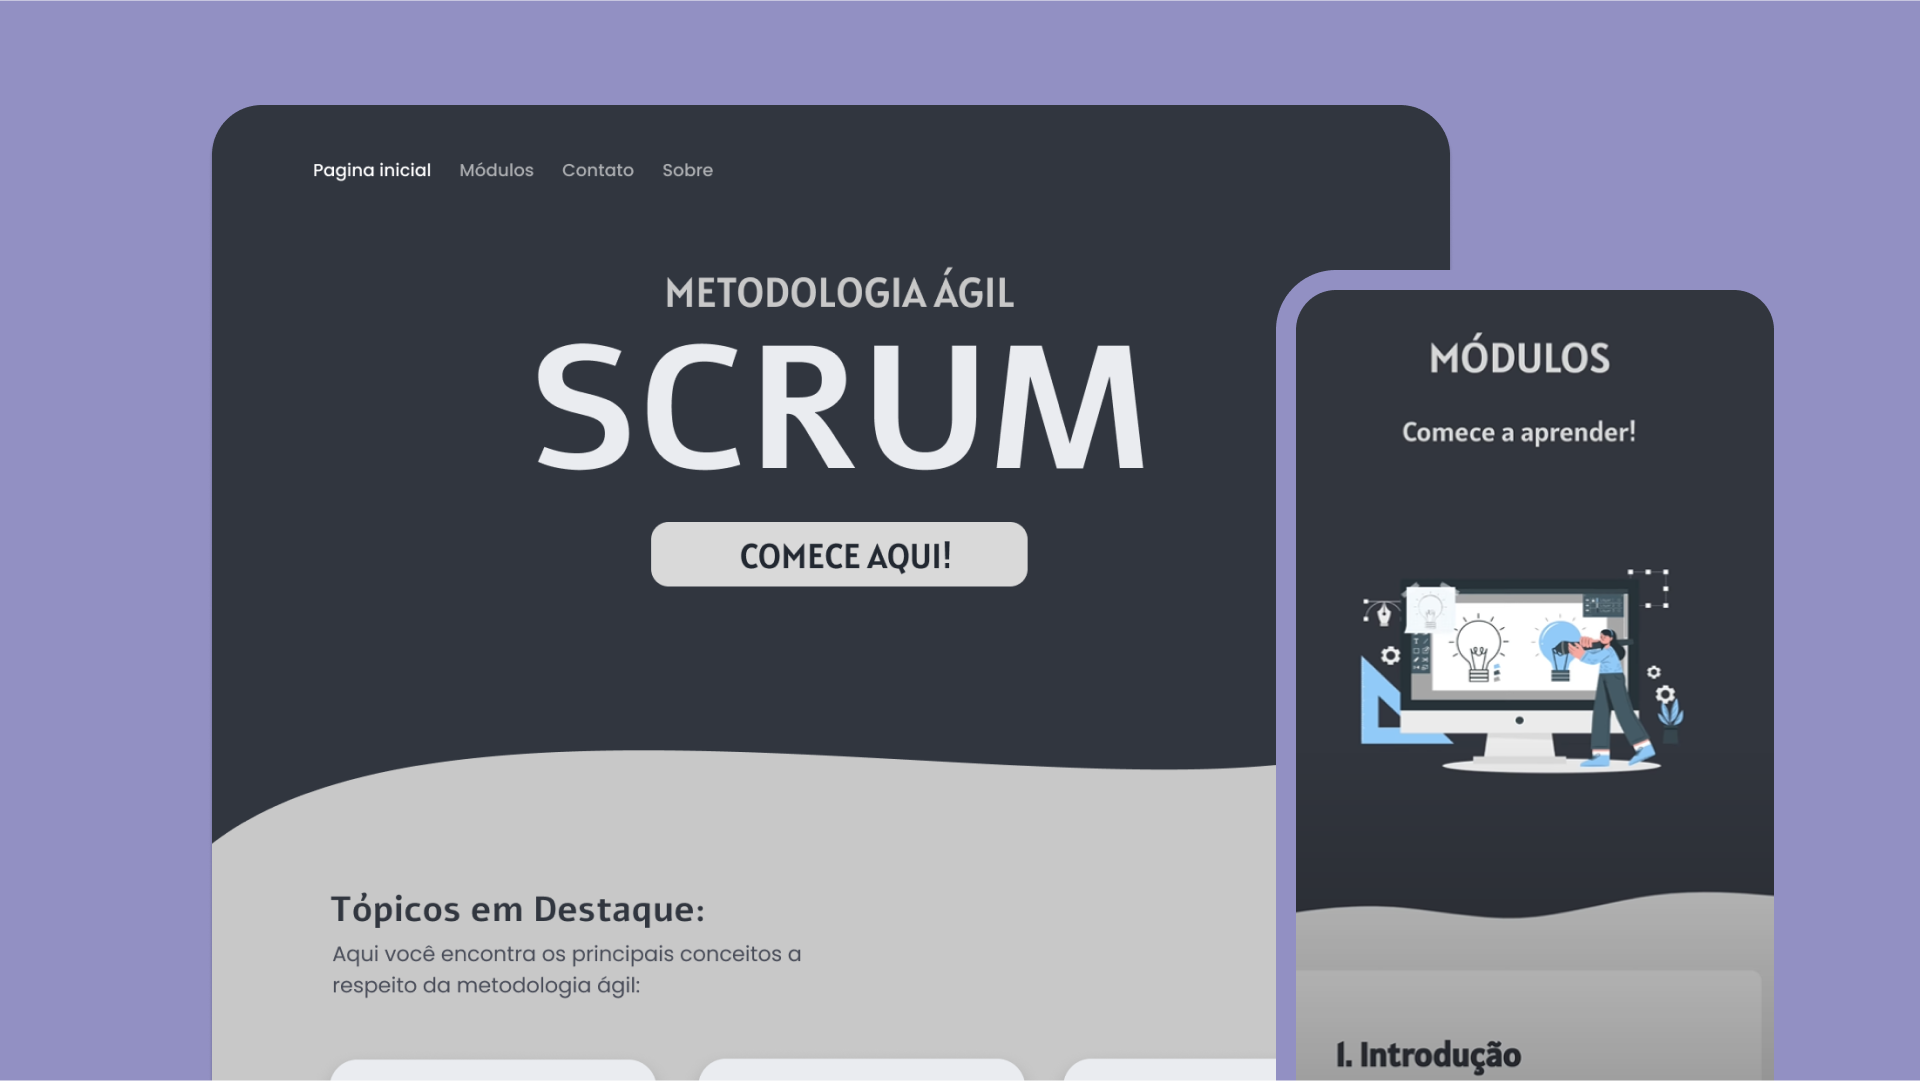 Pagina inicial Módulos Contato Sobre
METODOLOGIA ÁGIL
SCRUM
COMECE AQUI!
Tópicos em Destaque:
Aqui você encontra os principais conceitos a
respeito da metodologia ágil:
MÓDULOS
Comece a aprender!
1. Introdução